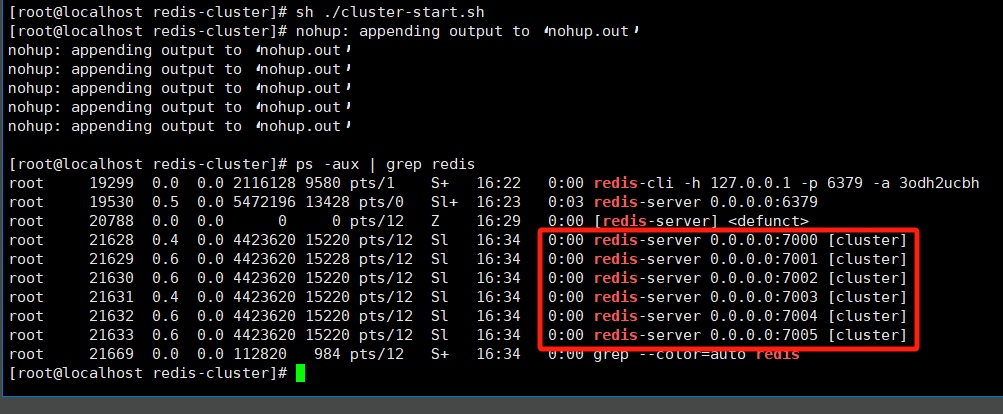 [root@localhost redis-cluster]# sh ./cluster-start.sh
[root@localhost redis-cluster]# nohup: appending output to ‘nohup.out’
nohup: appending output to ‘nohup.out’
nohup: appending output to ‘nohup.out’
nohup: appending output to ‘nohup.out’
nohup: appending output to ‘nohup.out’
nohup: appending output to ‘nohup.out’
[root@localhost redis-cluster]# ps -aux | grep redis
root 19299 0.0 0.0 2116128 9580 pts/1 S+ 16:22 0:00 redis-cli -h 127.0.0.1 -p 6379 -a 3odh2ucbh
root 19530 0.5 0.0 5472196 13428 pts/0 Sl+ 16:23 0:03 redis-server 0.0.0.0:6379
root 20788 0.0 0.0 0 0 pts/12 Z 16:29 0:00 [redis-server] <defunct>
root 21628 0.4 0.0 4423620 15220 pts/12 Sl 16:34 0:00 redis-server 0.0.0.0:7000 [cluster]
root 21629 0.6 0.0 4423620 15228 pts/12 Sl 16:34 0:00 redis-server 0.0.0.0:7001 [cluster]
root 21630 0.6 0.0 4423620 15220 pts/12 Sl 16:34 0:00 redis-server 0.0.0.0:7002 [cluster]
root 21631 0.4 0.0 4423620 15220 pts/12 Sl 16:34 0:00 redis-server 0.0.0.0:7003 [cluster]
root 21632 0.6 0.0 4423620 15220 pts/12 Sl 16:34 0:00 redis-server 0.0.0.0:7004 [cluster]
root 21633 0.6 0.0 4423620 15220 pts/12 Sl 16:34 0:00 redis-server 0.0.0.0:7005 [cluster]
root 21669 0.0 0.0 112820 984 pts/12 S+ 16:34 0:00 grep --color=auto redis
[root@localhost redis-cluster]#